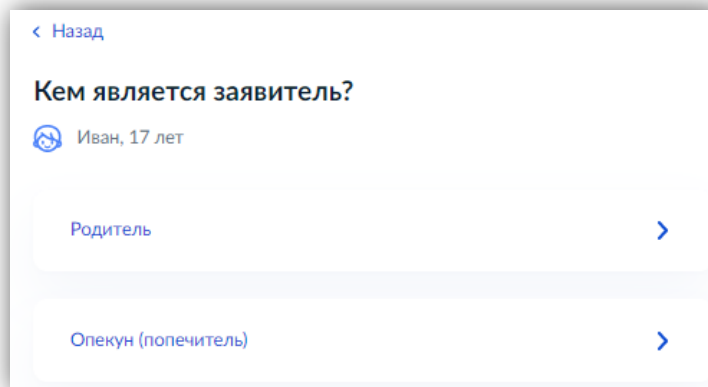 Назад
Кем является заявитель?
Иван, 17 лет
Родитель
Опекун (попечитель)